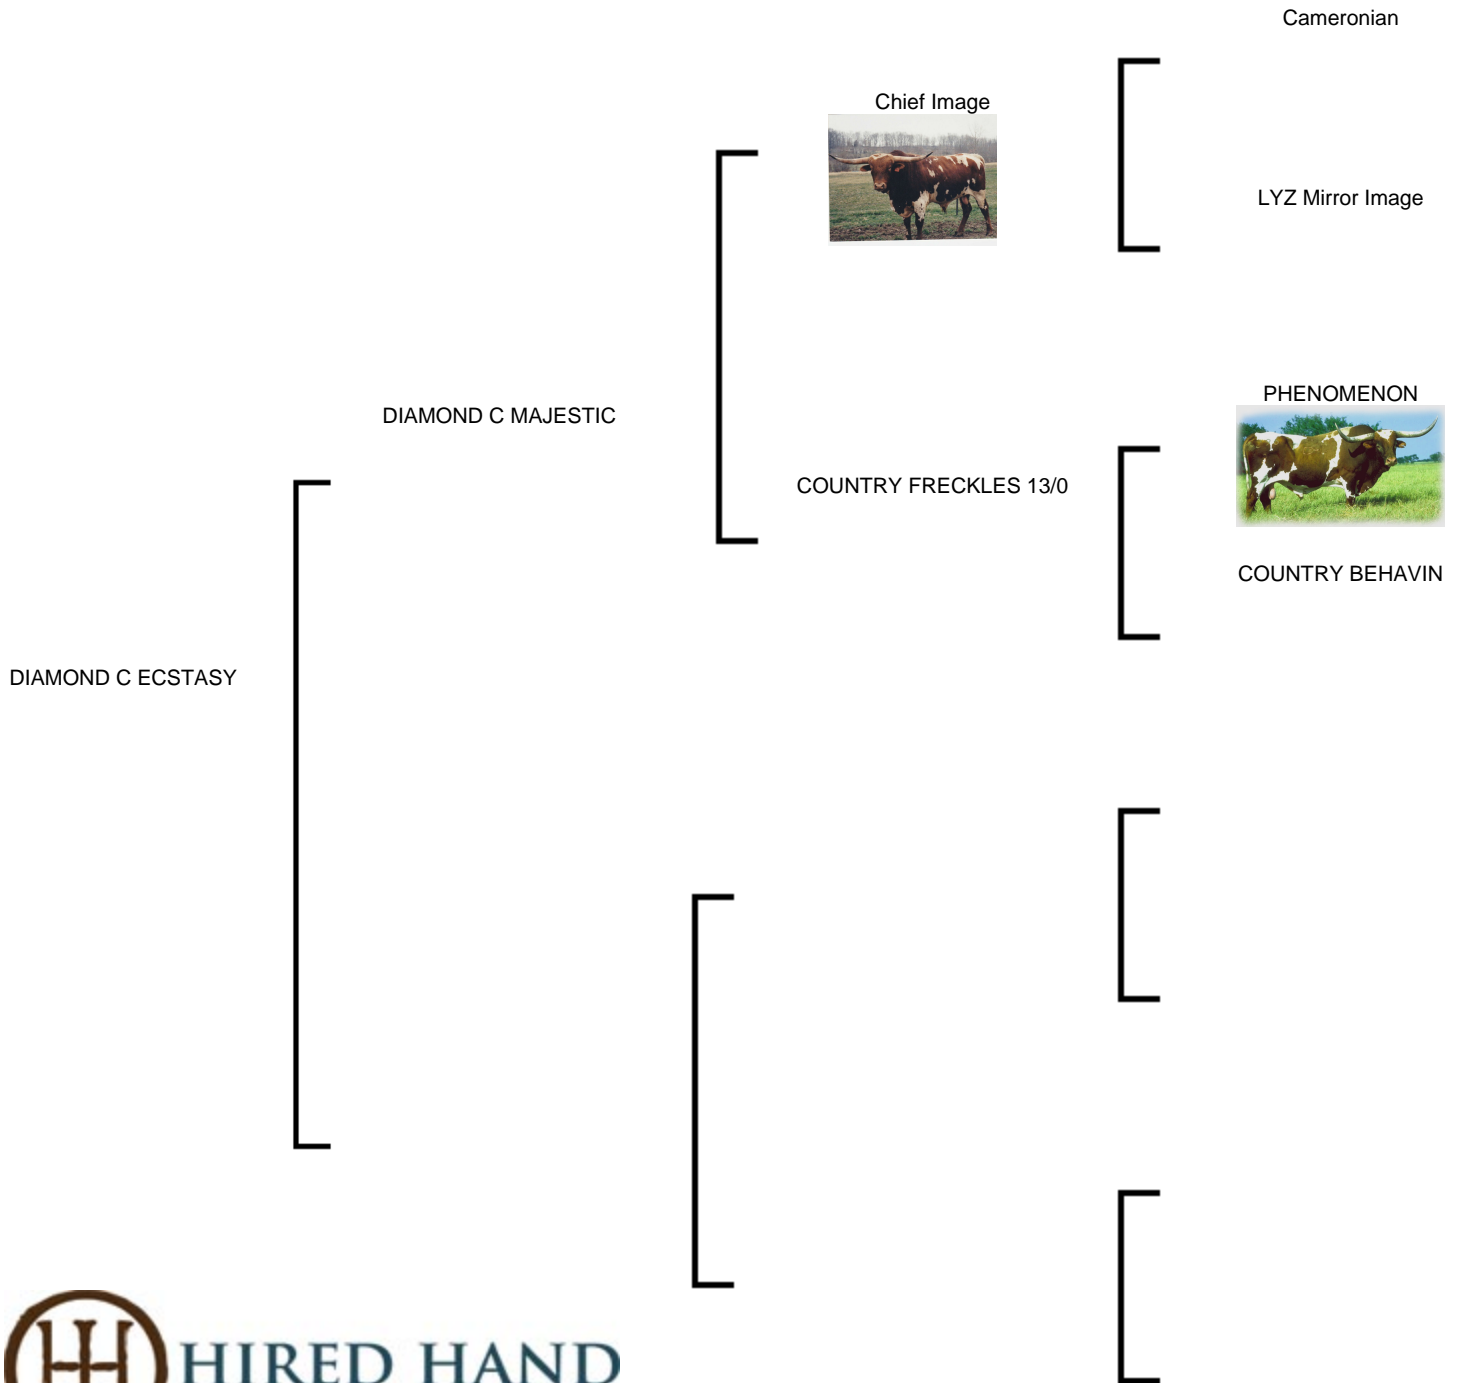 Cameronian
Chief Image
LYZ Mirror Image
DIAMOND C MAJESTIC
PHENOMENON
COUNTRY FRECKLES 13/0
COUNTRY BEHAVIN
DIAMOND C ECSTASY
HIRED HAND